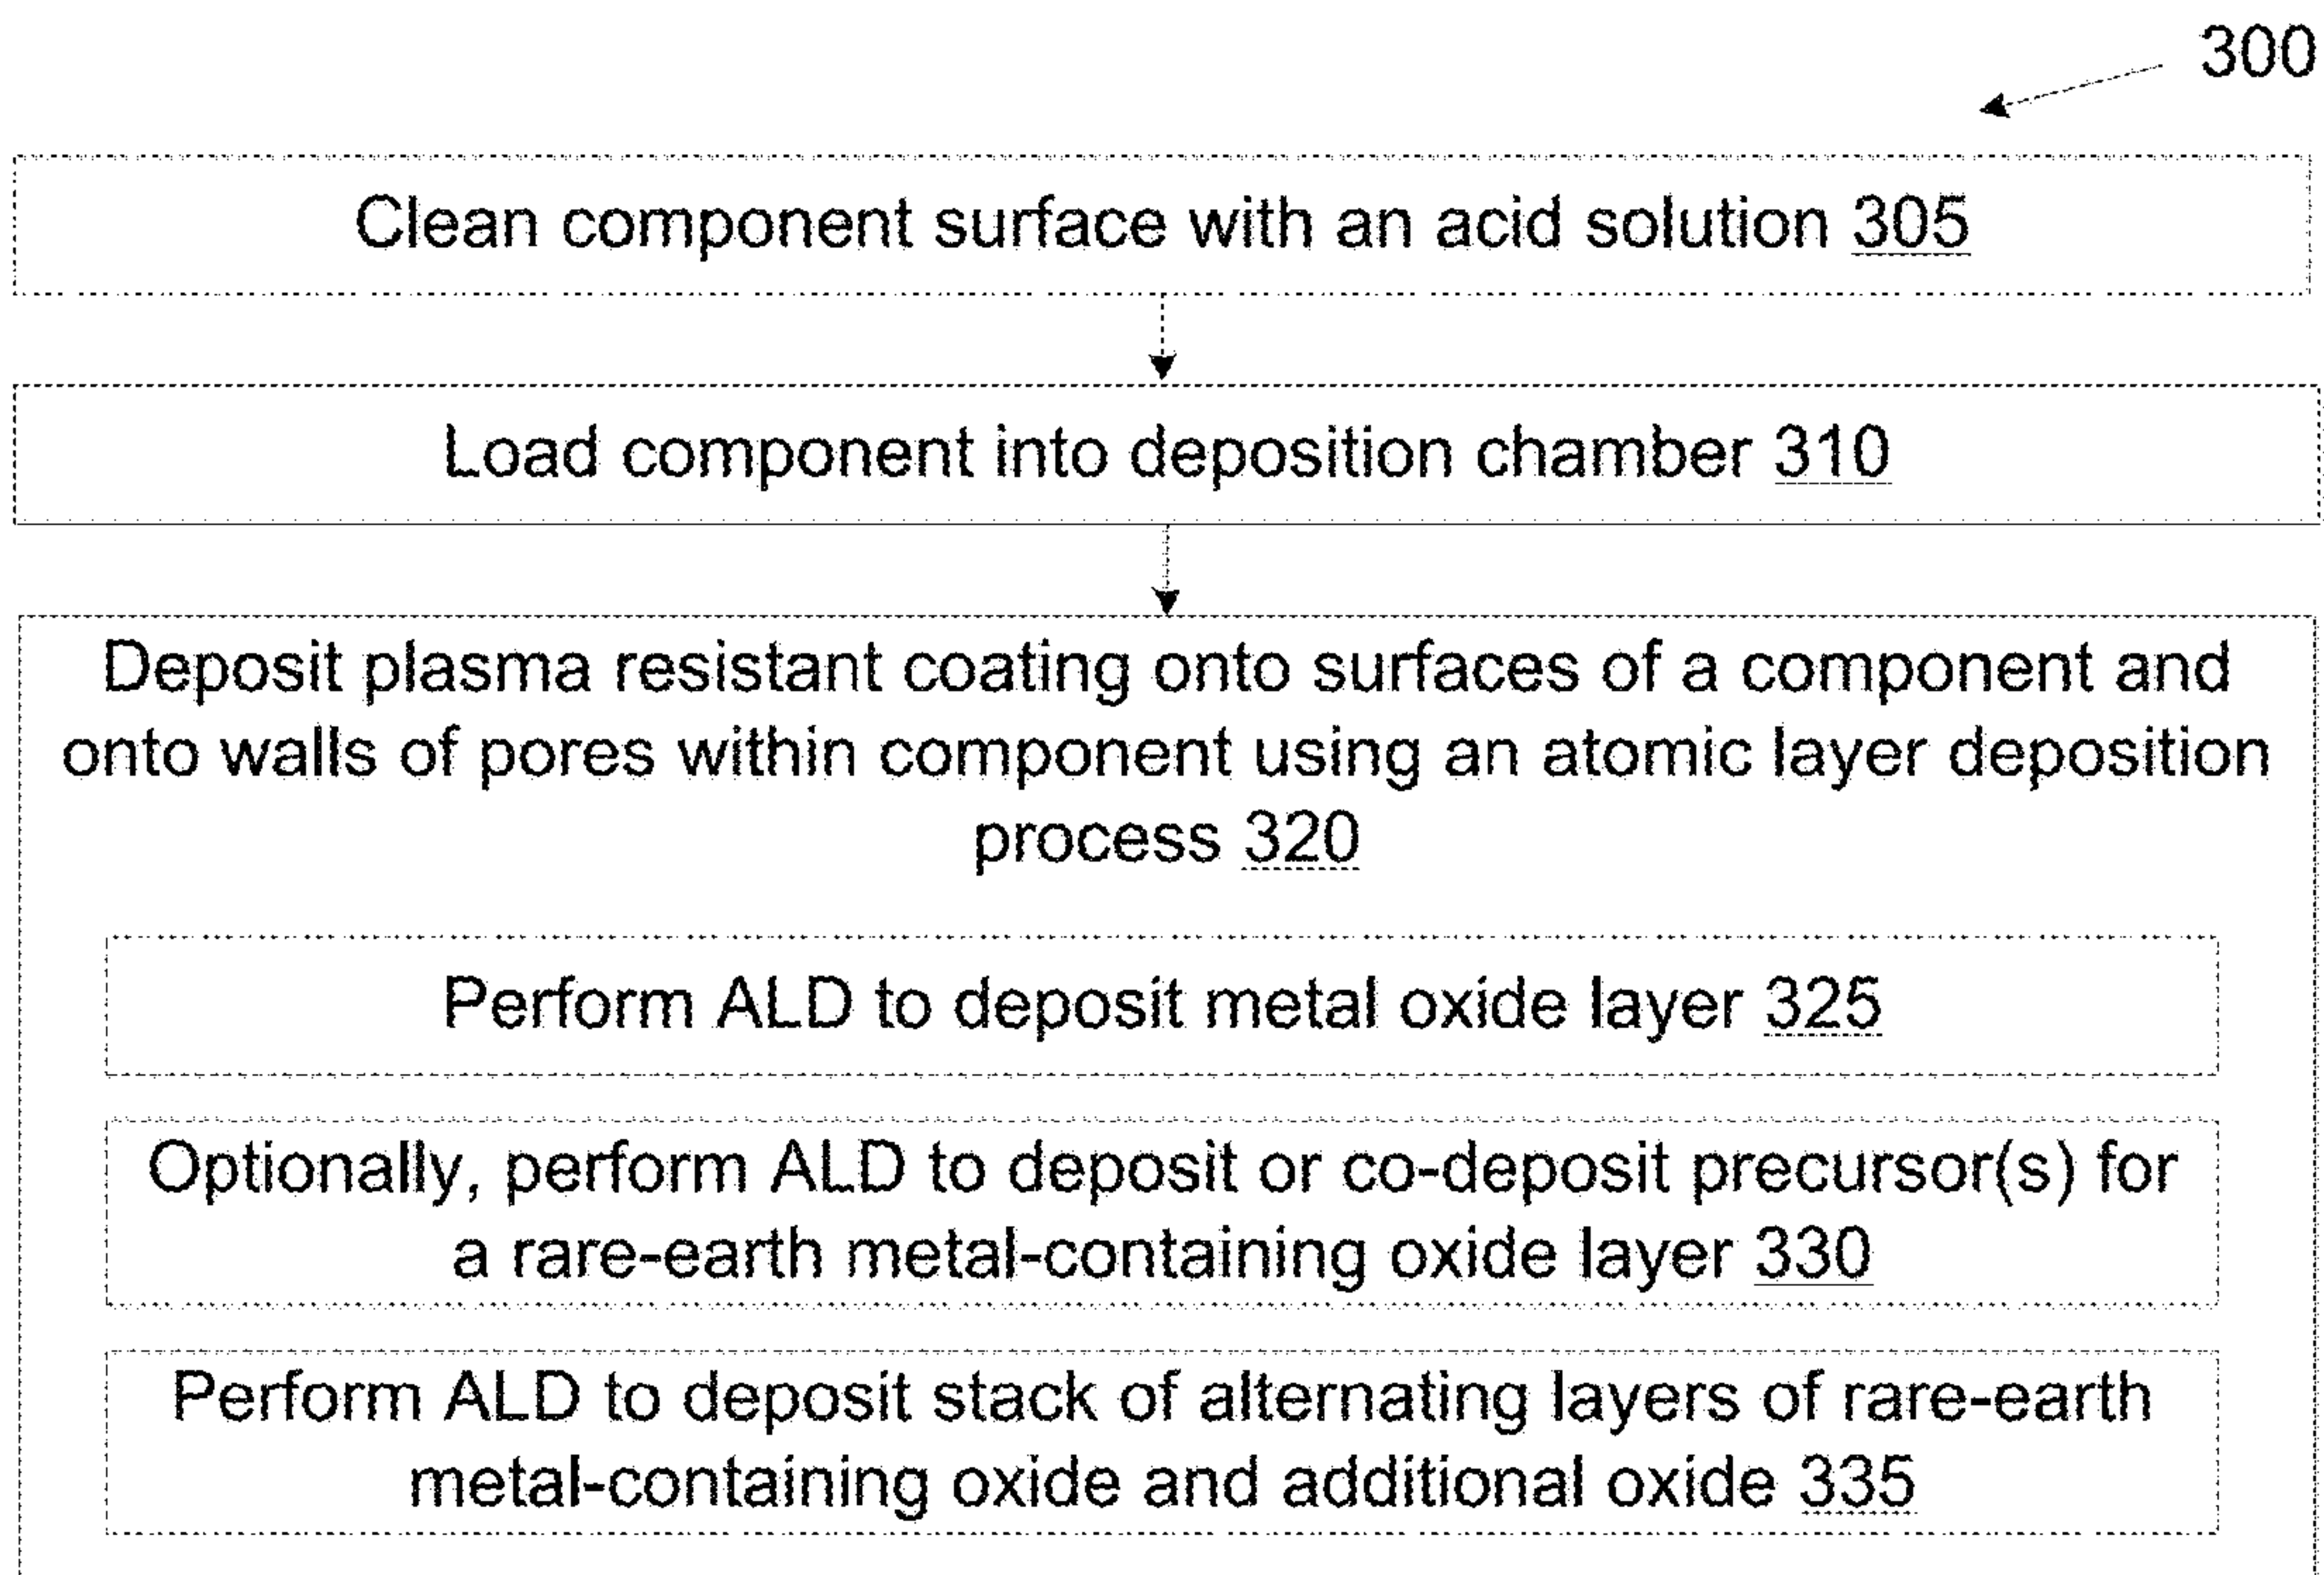 300
Clean component surface with an acid solution 305
Load component into deposition chamber 310
Deposit plasma resistant coating onto surfaces of a component and
onto walls of pores within component using an atomic layer deposition
process 320
Perform ALD to deposit metal oxide layer 325
Optionally, perform ALD to deposit or co-deposit precursor(s) for
a rare-earth metal-containing oxide layer 330
Perform ALD to deposit stack of alternating layers of rare-earth
metal-containing oxide and additional oxide 335